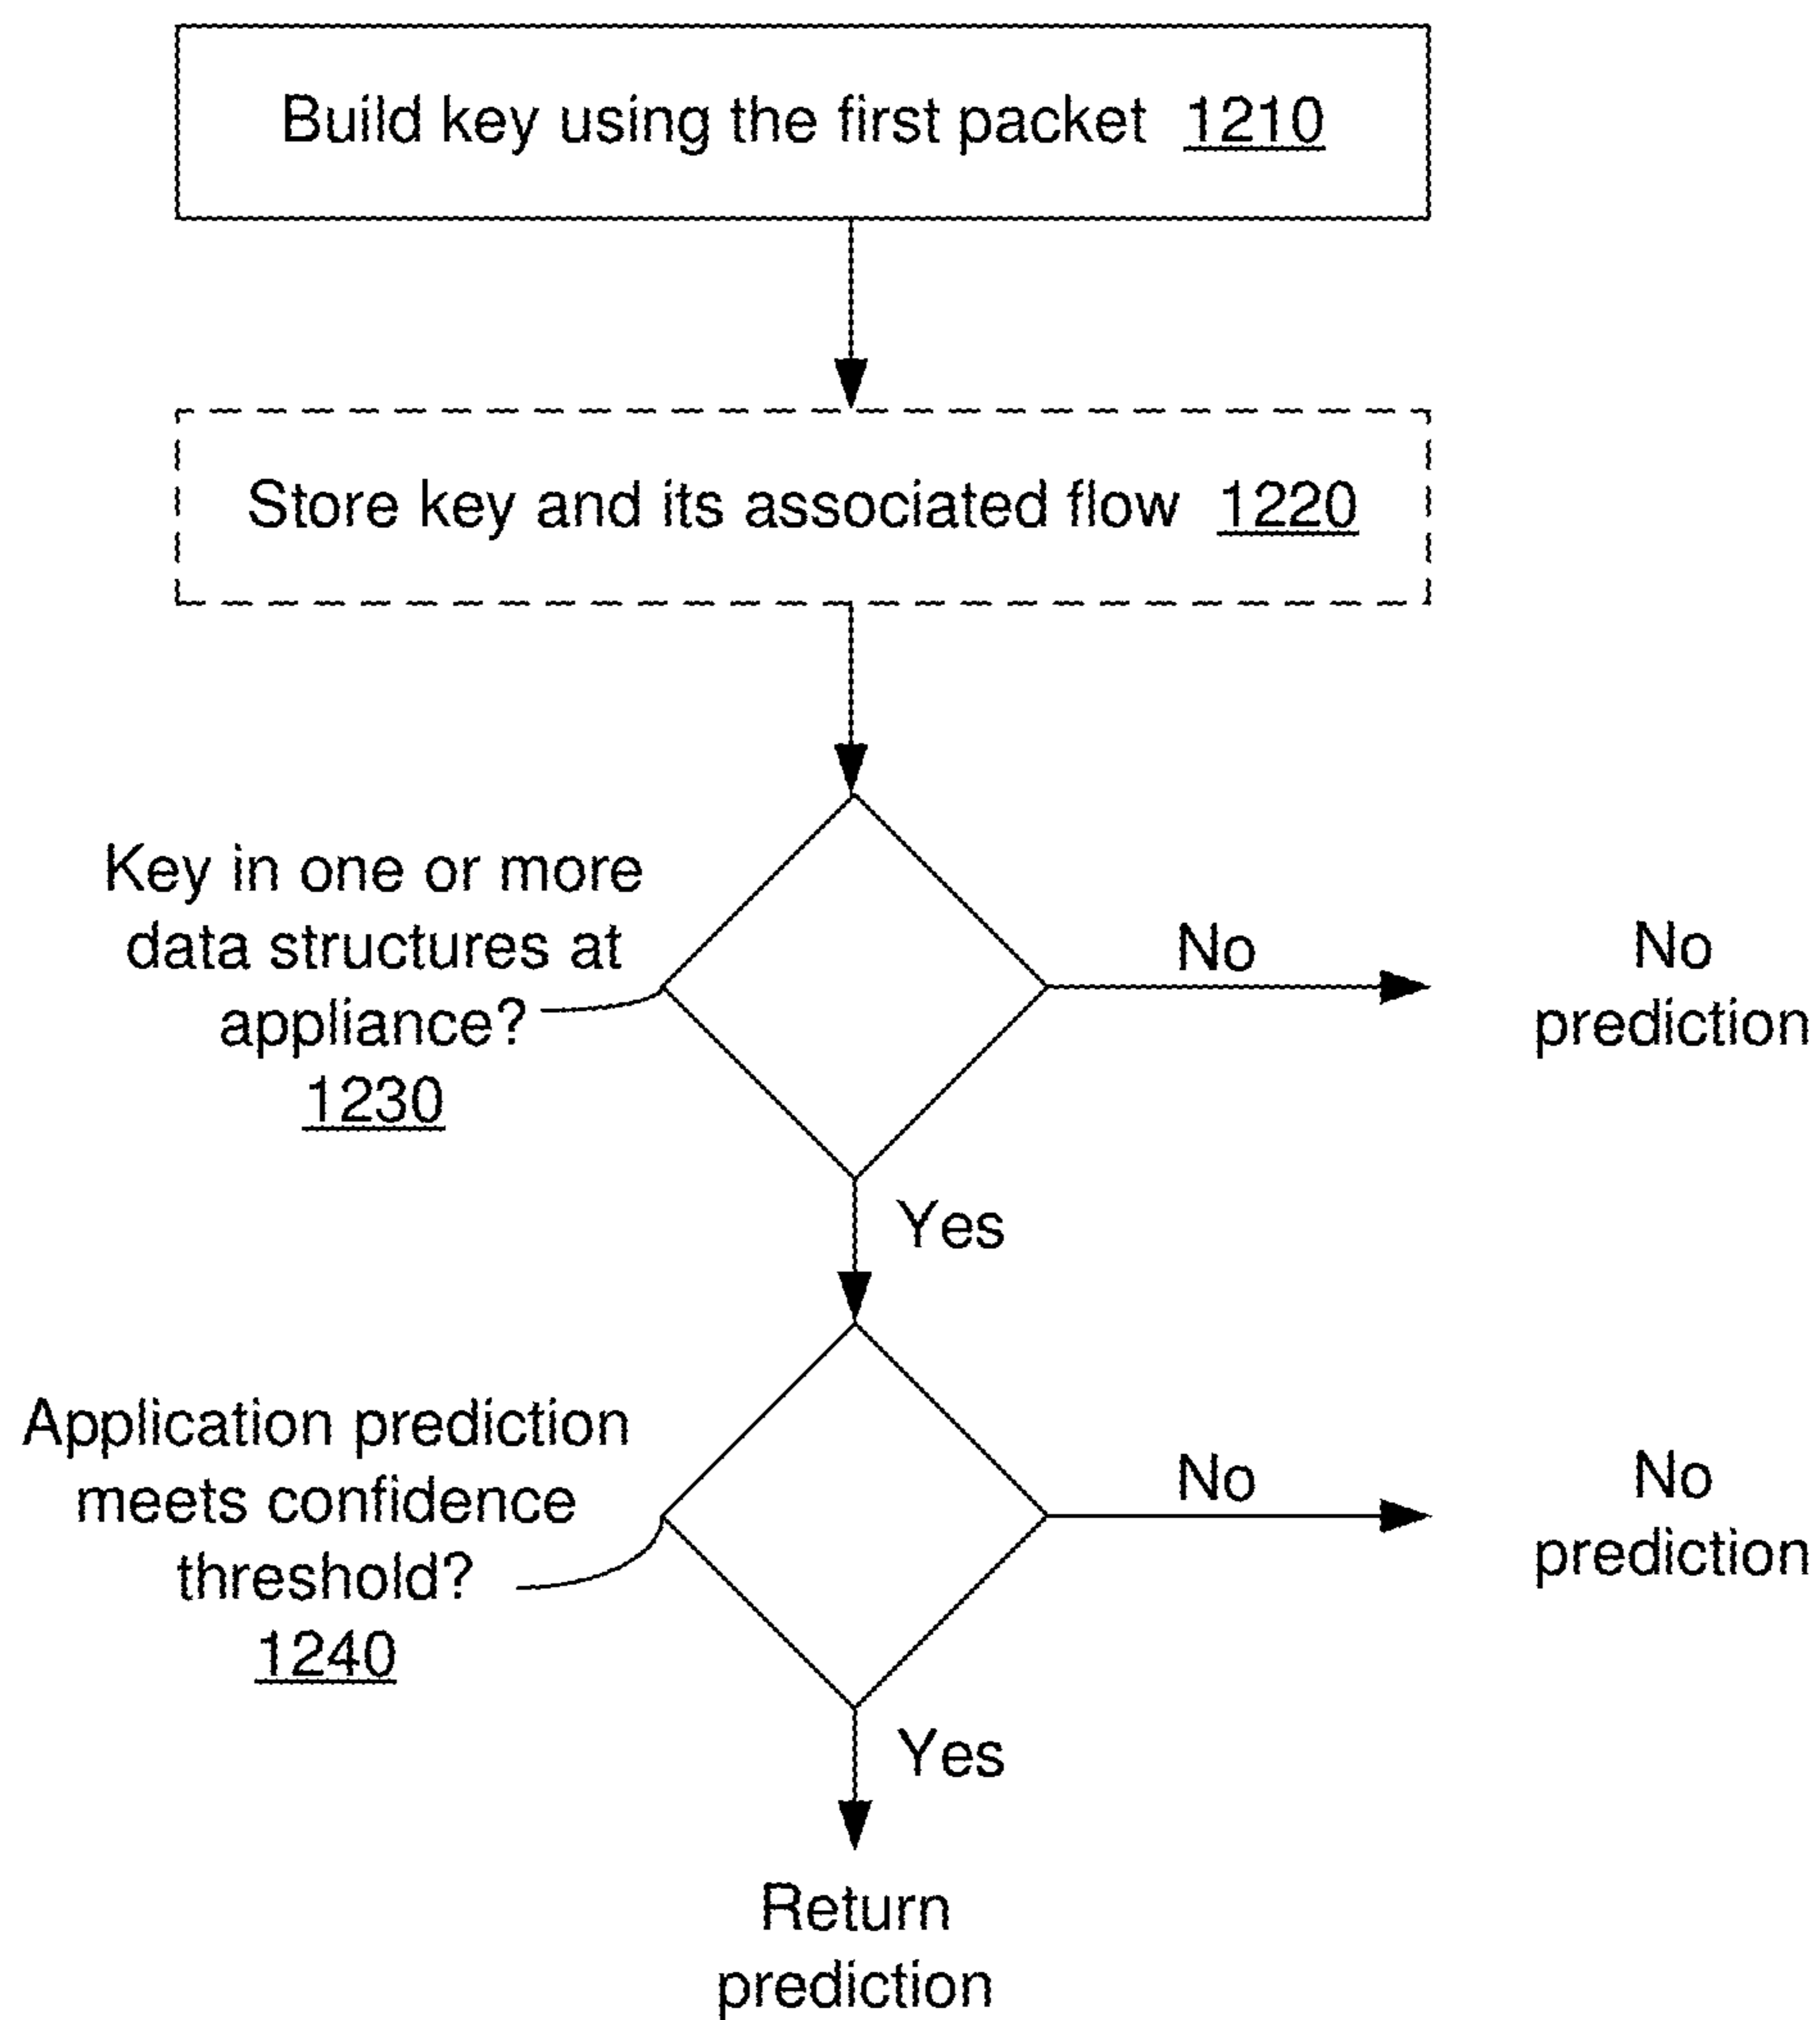 Build key using the first packet 1210
Store key and its associated flow 1220
Key in one or more
data structures at
appliance?
1230
No
No
prediction
Yes
Application prediction
meets confidence
threshold?
1240
No
No
prediction
Yes
Return
prediction